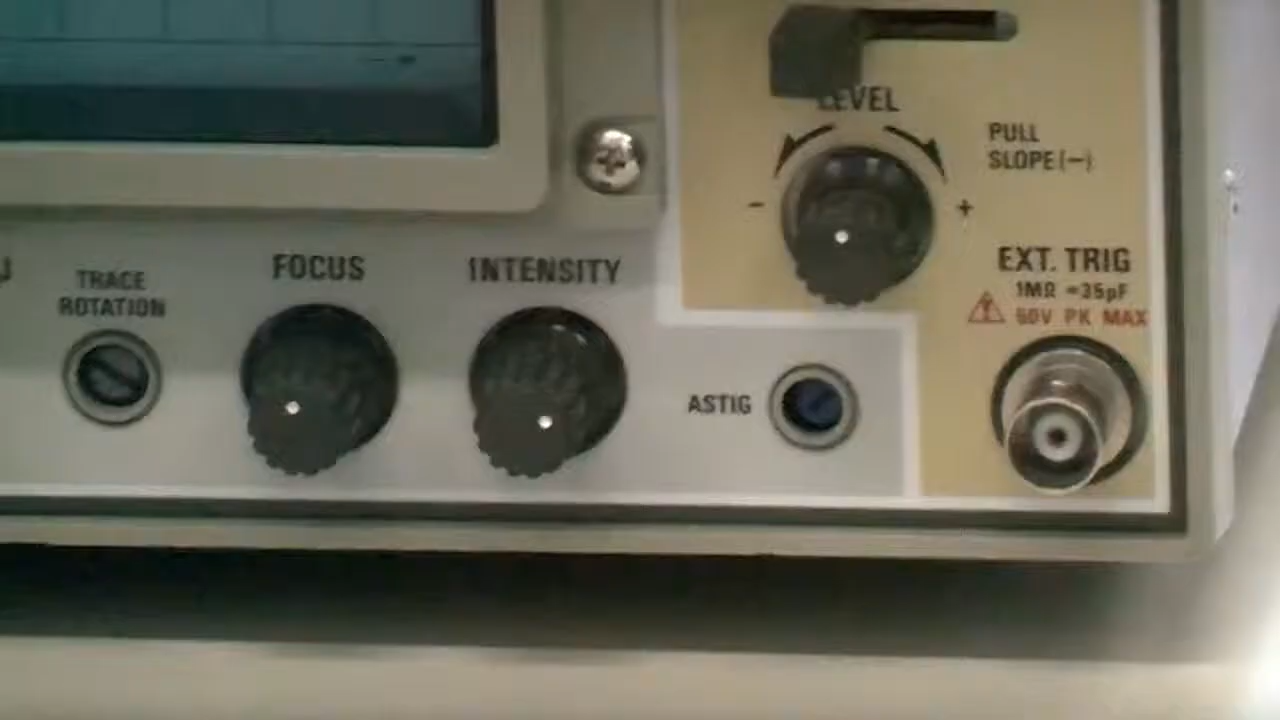 LEVEL
PULL
SLOPE(−)
− +
EXT. TRIG
1MΩ =35pF
60V PK MAX
TRACE
ROTATION
FOCUS
INTENSITY
ASTIG